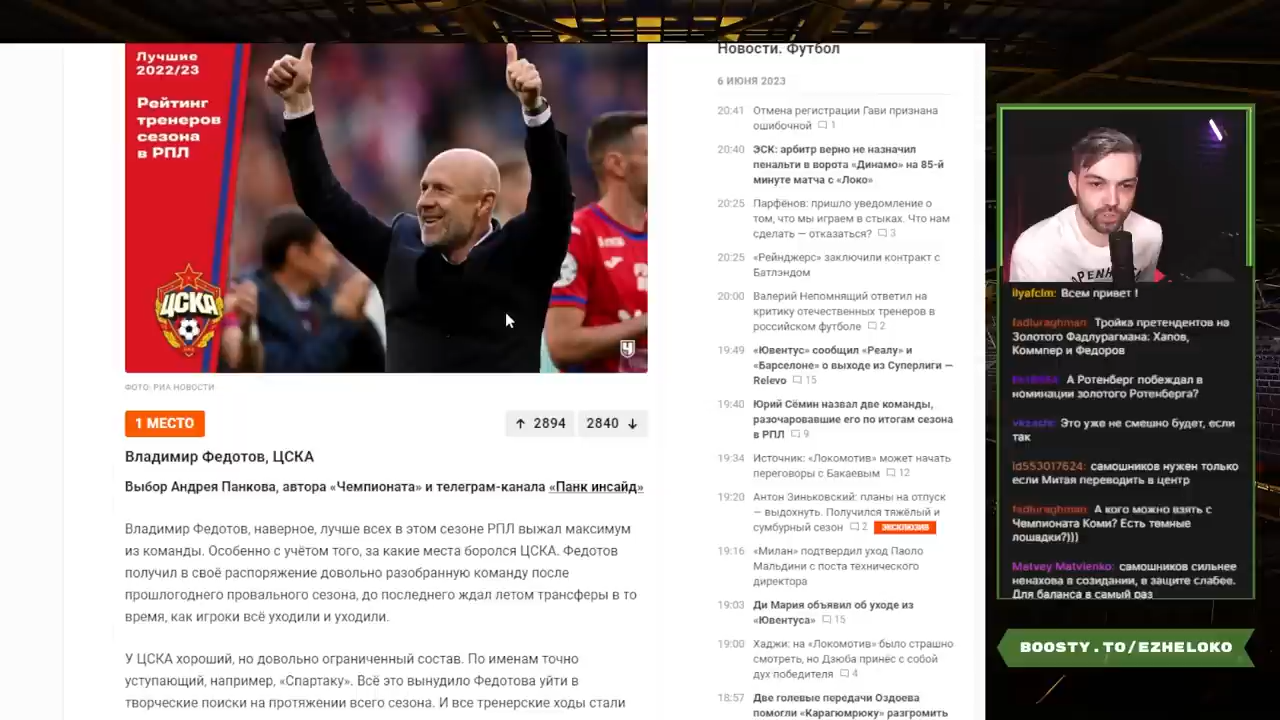 Лучшие
2022/23
Рейтинг
тренеров
сезона
в РПЛ
ЦСКА
Ч
ФОТО: РИА НОВОСТИ
1 МЕСТО
↑ 2894
2840 ↓
Владимир Федотов, ЦСКА
Выбор Андрея Панкова, автора «Чемпионата» и телеграм-канала «Панк инсайд»
Владимир Федотов, наверное, лучше всех в этом сезоне РПЛ выжал максимум
из команды. Особенно с учётом того, за какие места боролся ЦСКА. Федотов
получил в своё распоряжение довольно разобранную команду после
прошлогоднего провального сезона, до последнего ждал летом трансферы в то
время, как игроки всё уходили и уходили.
У ЦСКА хороший, но довольно ограниченный состав. По именам точно
уступающий, например, «Спартаку». Всё это вынудило Федотова уйти в
творческие поиски на протяжении всего сезона. И все тренерские ходы стали
Новости. Футбол
6 ИЮНЯ 2023
20:41 Отмена регистрации Гави признана
ошибочной 1
20:40 ЭСК: арбитр верно не назначил
пенальти в ворота «Динамо» на 85-й
минуте матча с «Локо»
20:25 Парфёнов: пришло уведомление о
том, что мы играем в стыках. Что нам
сделать — отказаться? 3
20:25 «Рейнджерс» заключили контракт с
Батлэндом
20:00 Валерий Непомнящий ответил на
критику отечественных тренеров в
российском футболе 2
19:49 «Ювентус» сообщил «Реалу» и
«Барселоне» о выходе из Суперлиги —
Relevo 15
19:40 Юрий Сёмин назвал две команды,
разочаровавшие его по итогам сезона
в РПЛ 9
19:34 Источник: «Локомотив» может начать
переговоры с Бакаевым 12
19:20 Антон Зиньковский: планы на отпуск
— выдохнуть. Получился тяжёлый и
сумбурный сезон 2 ЭКСКЛЮЗИВ
19:16 «Милан» подтвердил уход Паоло
Мальдини с поста технического
директора
19:03 Ди Мария объявил об уходе из
«Ювентуса» 15
19:00 Хаджи: на «Локомотив» было страшно
смотреть, но Дзюба принёс с собой
дух победителя 4
18:57 Две голевые передачи Оздоева
помогли «Карагюмрюку» разгромить
ilyafclm: Всем привет !
fadluraghman: Тройка претендентов на
Золотого Фадлурагмана: Хапов,
Коммпер и Федоров
А Ротенберг побеждал в
номинации золотого Ротенберга?
vkzachi: Это уже не смешно будет, если
так
id553017624: самошников нужен только
если Митая переводить в центр
fadluraghman: А кого можно взять с
Чемпионата Коми? Есть темные
лошадки?)))
Matvey Matvienko: самошников сильнее
ненахова в созидании, в защите слабее.
Для баланса в самый раз
BOOSTY.TO/EZHELOKO